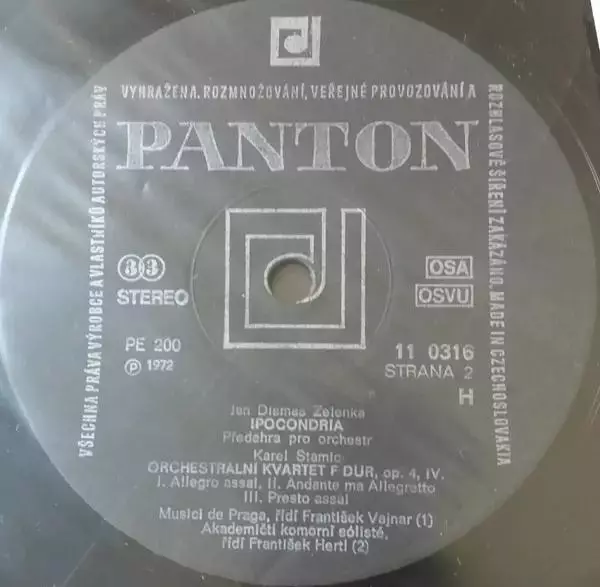 VYHRAŽENA. ROZMNOŽOVÁNÍ, VEŘEJNÉ PROVOZOVÁNÍ A
ROZHLASOVÉ ŠÍŘENÍ ZAKÁZÁNO. MADE IN CZECHOSLOVAKIA
VŠECHNA PRÁVA VÝROBCE A VLASTNÍKŮ AUTORSKÝCH PRÁV
PANTON
33
STEREO
OSA
OSVU
PE 200
℗ 1972
11 0316
STRANA 2
H
Jan Dismas Zelenka
IPOCONDRIA
Předehra pro orchestr
Karel Stamic
ORCHESTRÁLNÍ KVARTET F DUR, op. 4, IV.
I. Allegro assai, II. Andante ma Allegretto
III. Presto assai
Musici de Praga, řídí František Vajnar (1)
Akademičtí komorní sólisté,
řídí František Hertl (2)